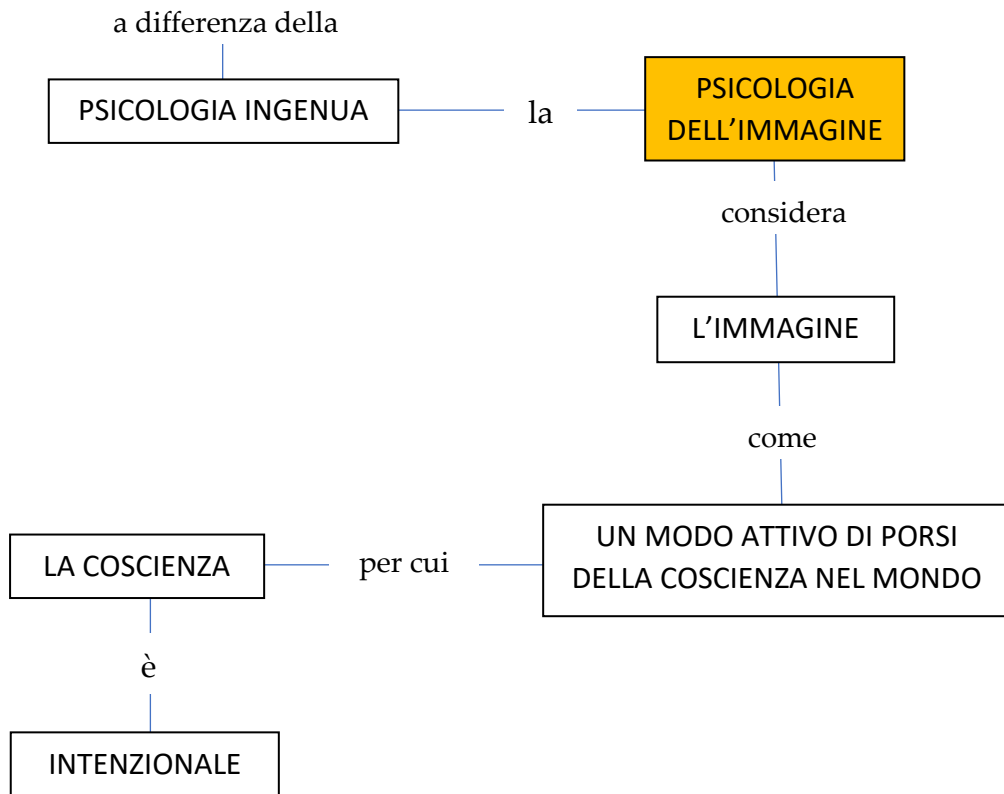 a differenza della
PSICOLOGIA INGENUA
la
PSICOLOGIA
DELL’IMMAGINE
considera
L’IMMAGINE
come
UN MODO ATTIVO DI PORSI
DELLA COSCIENZA NEL MONDO
per cui
LA COSCIENZA
è
INTENZIONALE